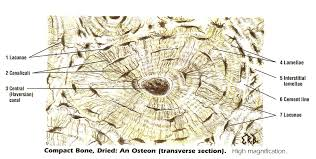 1 Lacunae
2 Canaliculi
3 Central
(Haversian)
canal
4 Lamellae
5 Interstitial
lamellae
6 Cement line
7 Lacunae
Compact Bone, Dried: An Osteon (transverse section). High magnification.